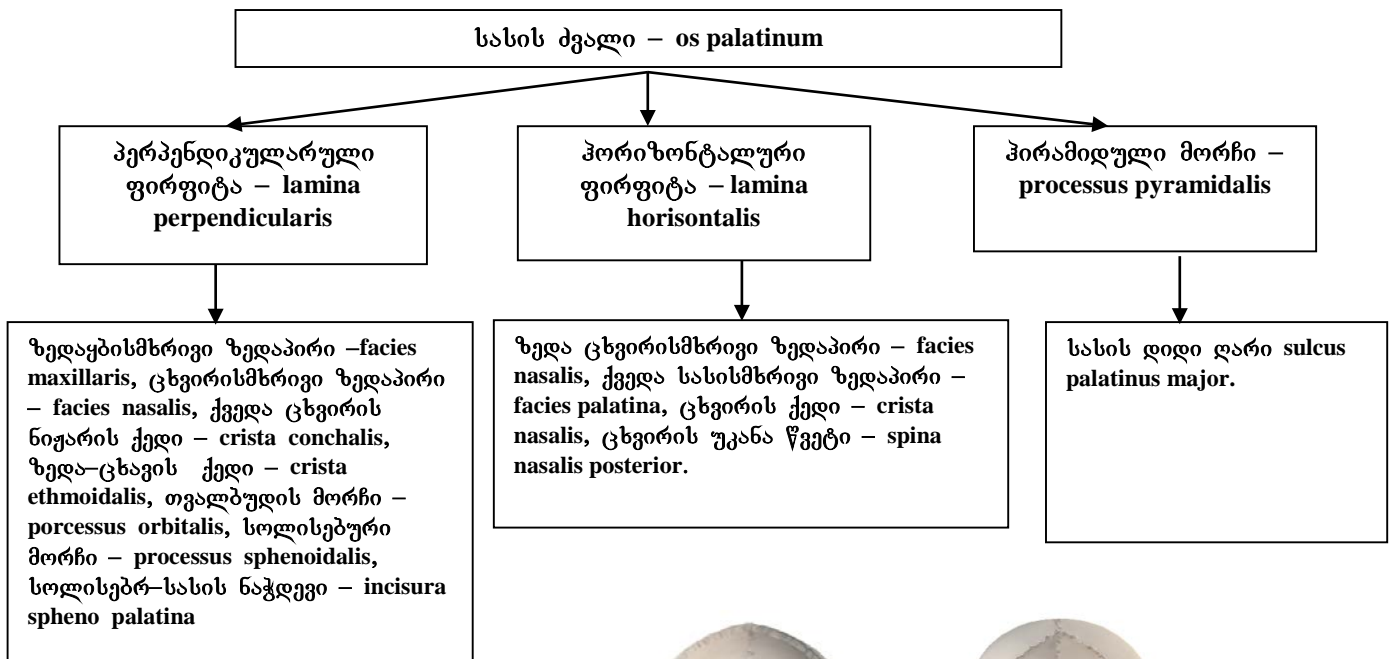 სასის ძვალი – os palatinum
პერპენდიკულარული
ფირფიტა – lamina
perpendicularis
ჰორიზონტალური
ფირფიტა – lamina
horisontalis
პირამიდული მორჩი –
processus pyramidalis
ზედაყბისმხრივი ზედაპირი –facies
maxillaris, ცხვირისმხრივი ზედაპირი
– facies nasalis, ქვედა ცხვირის
ნიჟარის ქედი – crista conchalis,
ზედა–ცხავის ქედი – crista
ethmoidalis, თვალბუდის მორჩი –
porcessus orbitalis, სოლისებური
მორჩი – processus sphenoidalis,
სოლისებრ–სასის ნაჭდევი – incisura
spheno palatina
ზედა ცხვირისმხრივი ზედაპირი – facies
nasalis, ქვედა სასისმხრივი ზედაპირი –
facies palatina, ცხვირის ქედი – crista
nasalis, ცხვირის უკანა წვეტი – spina
nasalis posterior.
სასის დიდი ღარი sulcus
palatinus major.